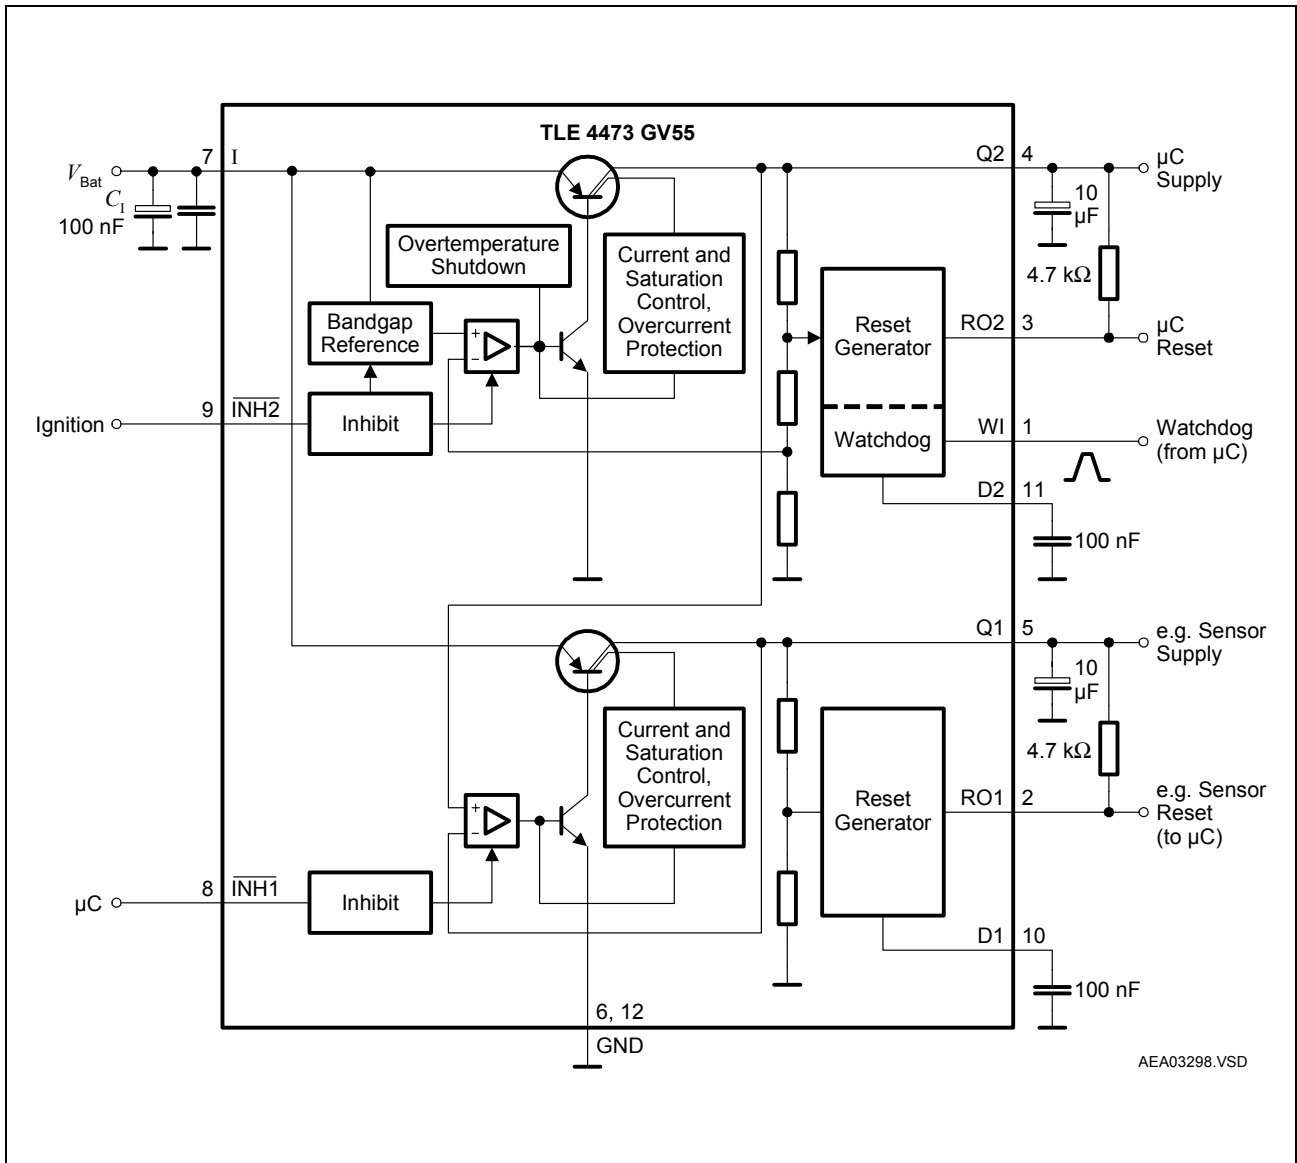 TLE 4473 GV55
7 I
V Bat
C I
100 nF
Q2 4
µC
Supply
10
µF
4.7 kΩ
Overtemperature
Shutdown
Current and
Saturation
Control,
Overcurrent
Protection
Bandgap
Reference
+
−
Reset
Generator
RO2 3
µC
Reset
Ignition
9 INH2
Inhibit
Watchdog
WI 1
Watchdog
(from µC)
D2 11
100 nF
Q1 5
e.g. Sensor
Supply
10
µF
4.7 kΩ
Current and
Saturation
Control,
Overcurrent
Protection
+
−
Reset
Generator
RO1 2
e.g. Sensor
Reset
(to µC)
µC
8 INH1
Inhibit
D1 10
100 nF
6, 12
GND
AEA03298.VSD